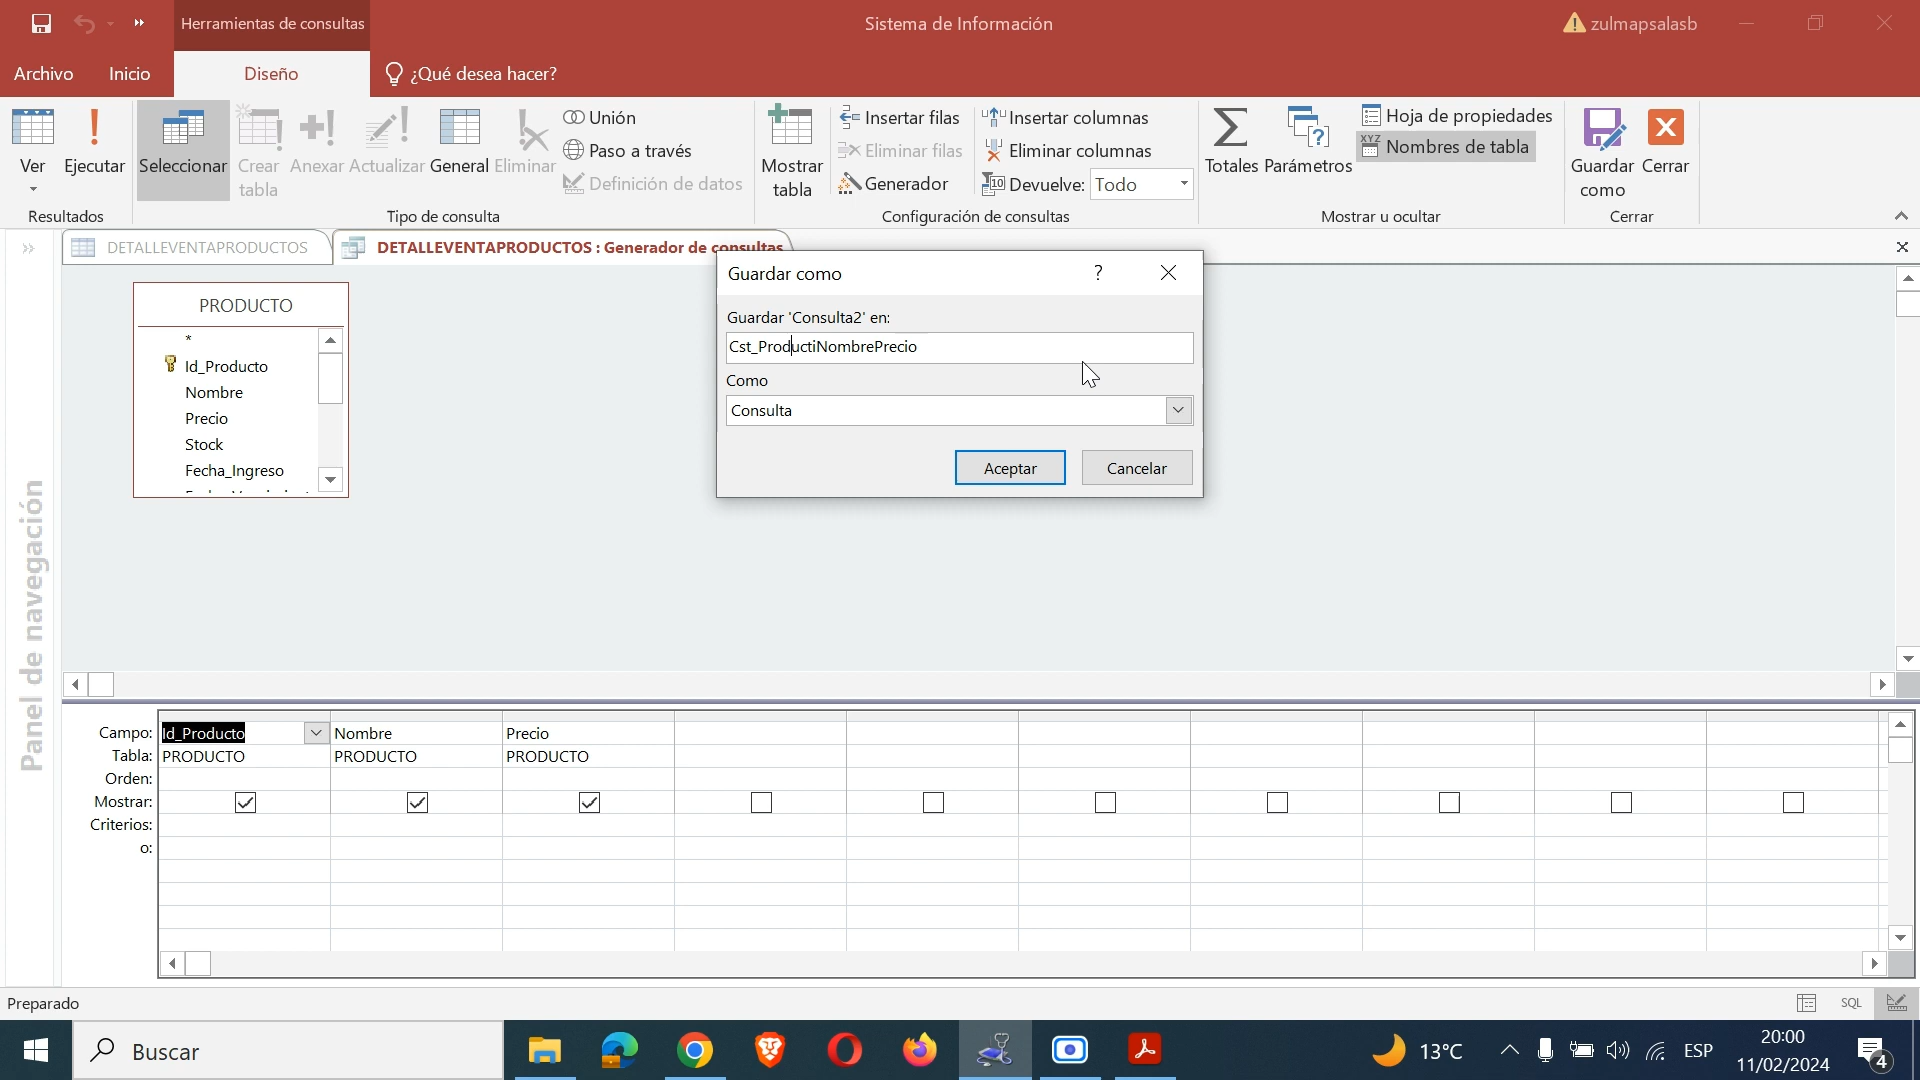 Herramientas de consultas
Sistema de Información
zulmapsalasb
Archivo
Inicio
Diseño
¿Qué desea hacer?
Ver
Ejecutar
Seleccionar
Crear
tabla
Anexar
Actualizar
General
Eliminar
Unión
Paso a través
Definición de datos
Mostrar
tabla
Insertar filas
Eliminar filas
Generador
Insertar columnas
Eliminar columnas
Devuelve: Todo
Totales
Parámetros
Hoja de propiedades
Nombres de tabla
Guardar
como
Cerrar
Resultados
Tipo de consulta
Configuración de consultas
Mostrar u ocultar
Cerrar
DETALLEVENTAPRODUCTOS
DETALLEVENTAPRODUCTOS : Generador de consultas
Guardar como
?
Guardar 'Consulta2' en:
Cst_ProductiNombrePrecio
Como
Consulta
Aceptar
Cancelar
PRODUCTO
*
Id_Producto
Nombre
Precio
Stock
Fecha_Ingreso
Panel de navegación
Campo: Id_Producto Nombre Precio
Tabla: PRODUCTO PRODUCTO PRODUCTO
Orden:
Mostrar:
Criterios:
o:
Preparado
SQL
Buscar
13°C
ESP
20:00
11/02/2024
4